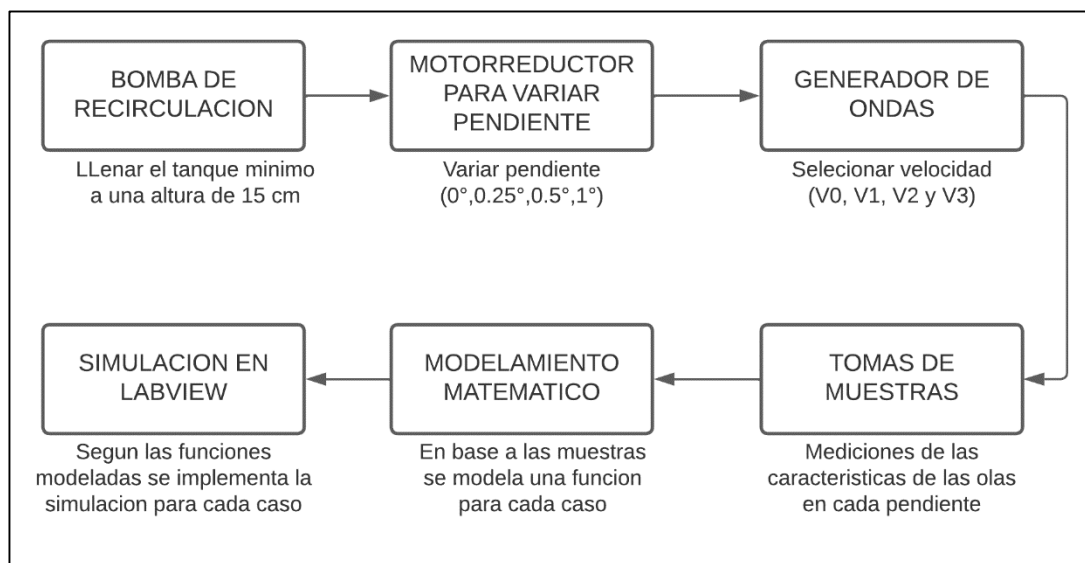 BOMBA DE
RECIRCULACION
LLenar el tanque minimo
a una altura de 15 cm
MOTORREDUCTOR
PARA VARIAR
PENDIENTE
Variar pendiente
(0°,0.25°,0.5°,1°)
GENERADOR DE
ONDAS
Selecionar velocidad
(V0, V1, V2 y V3)
TOMAS DE
MUESTRAS
Mediciones de las
caracteristicas de las olas
en cada pendiente
MODELAMIENTO
MATEMATICO
En base a las muestras
se modela una funcion
para cada caso
SIMULACION EN
LABVIEW
Segun las funciones
modeladas se implementa la
simulacion para cada caso